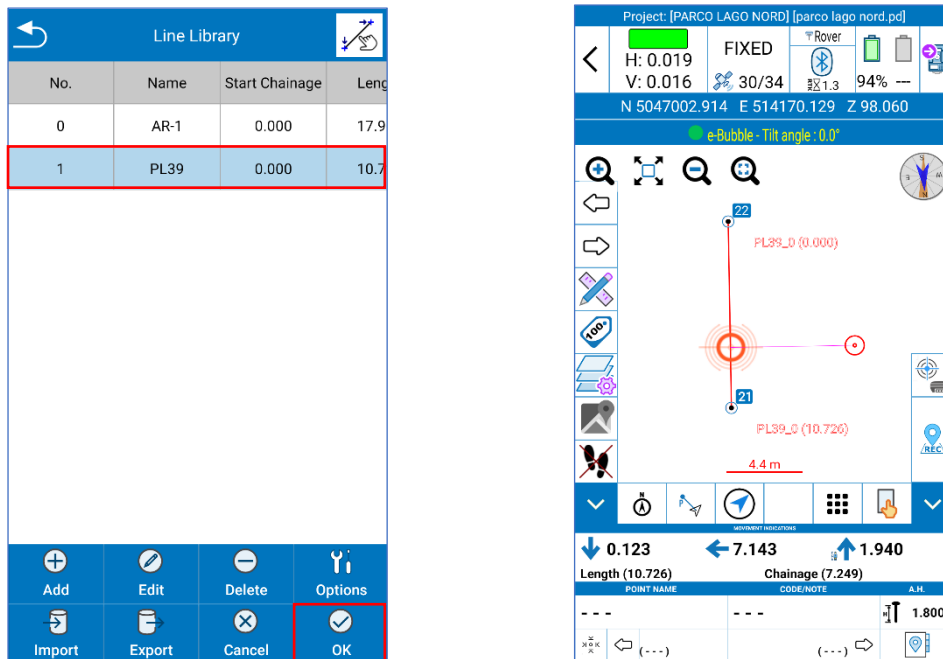 Line Library
No. Name Start Chainage Leng
0 AR-1 0.000 17.9
1 PL39 0.000 10.7
Add Edit Delete Options
Import Export Cancel OK
Project: [PARCO LAGO NORD] [parco lago nord.pd]
H: 0.019
V: 0.016
FIXED
30/34
Rover
1.3
94% ---
N 5047002.914 E 514170.129 Z 98.060
e-Bubble - Tilt angle : 0.0°
22
PL39_0 (0.000)
100°
21
PL39_0 (10.726)
4.4 m
REC
N
P
MOVEMENT INDICATIONS
0.123 7.143 1.940
Length (10.726) Chainage (7.249)
POINT NAME CODE/NOTE A.H.
- - - - - - 1.800
(- - -) (- - -)